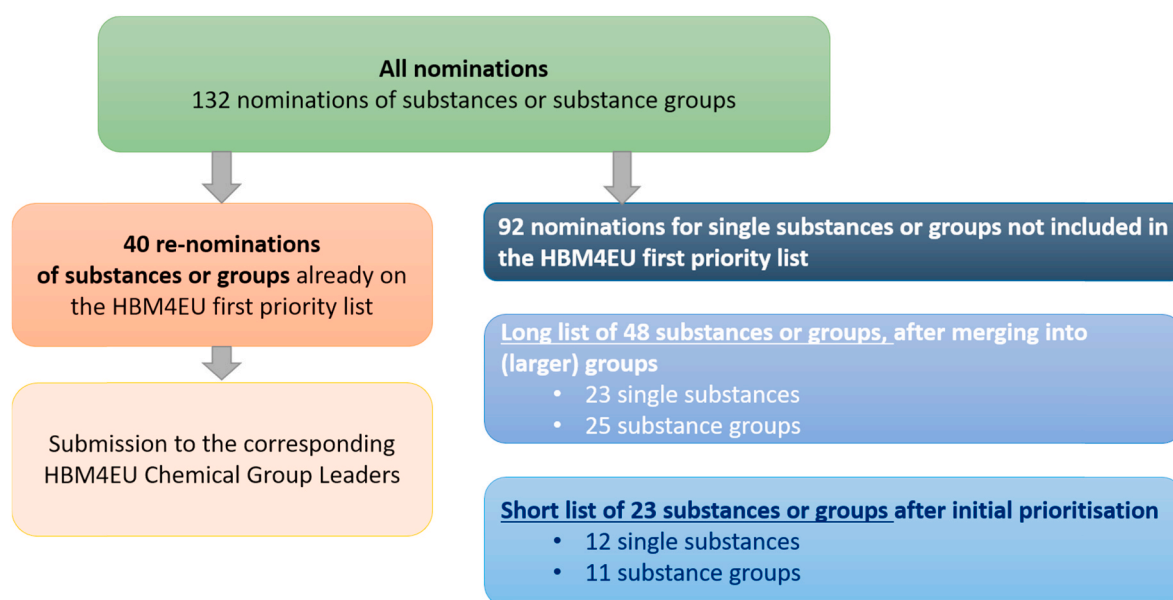 All nominations
132 nominations of substances or substance groups
40 re-nominations
of substances or groups already on
the HBM4EU first priority list
Submission to the corresponding
HBM4EU Chemical Group Leaders
92 nominations for single substances or groups not included in
the HBM4EU first priority list
Long list of 48 substances or groups, after merging into
(larger) groups
• 23 single substances
• 25 substance groups
Short list of 23 substances or groups after initial prioritisation
• 12 single substances
• 11 substance groups